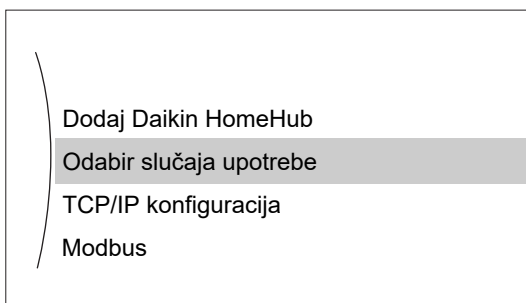 Dodaj Daikin HomeHub
Odabir slučaja upotrebe
TCP/IP konfiguracija
Modbus